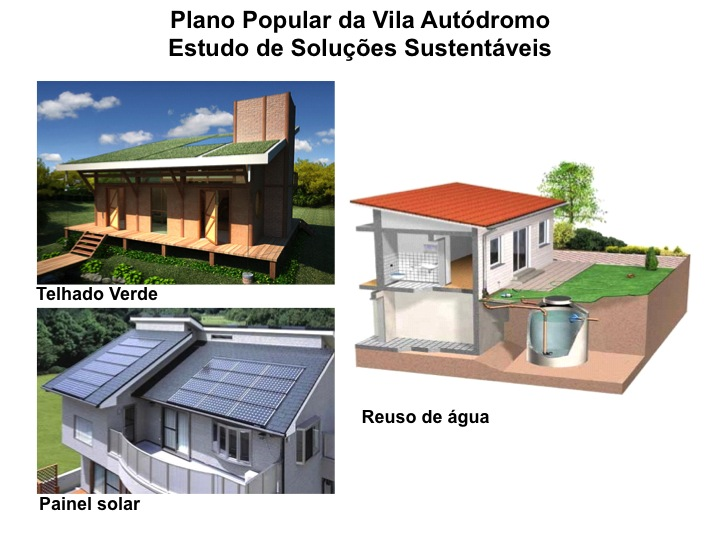 Plano Popular da Vila Autódromo
Estudo de Soluções Sustentáveis
Telhado Verde
Reuso de água
Painel solar